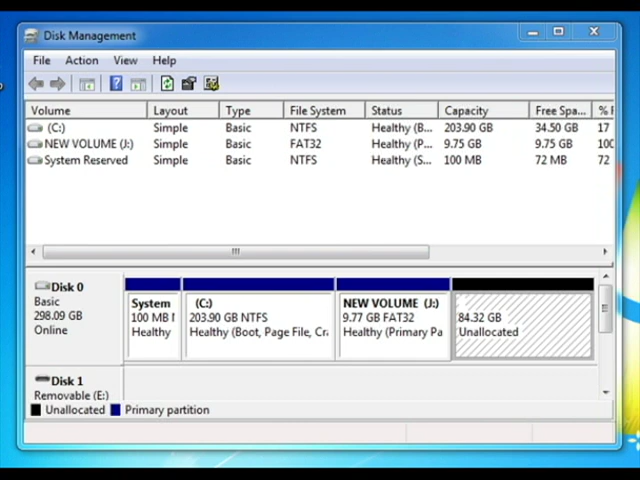 Disk Management
File Action View Help
Volume Layout Type File System Status Capacity Free Spa... % F
(C:) Simple Basic NTFS Healthy (B... 203.90 GB 34.50 GB 17
NEW VOLUME (J:) Simple Basic FAT32 Healthy (P... 9.75 GB 9.75 GB 100
System Reserved Simple Basic NTFS Healthy (S... 100 MB 72 MB 72
Disk 0
Basic
298.09 GB
Online
System
100 MB
Healthy
(C:)
203.90 GB NTFS
Healthy (Boot, Page File, Cra
NEW VOLUME (J:)
9.77 GB FAT32
Healthy (Primary Pa
84.32 GB
Unallocated
Disk 1
Removable (E:)
Unallocated Primary partition